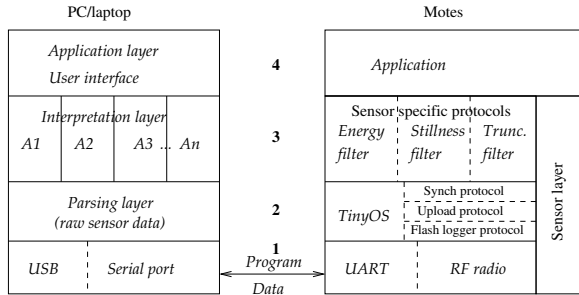 PC/laptop
Motes
Application layer
User interface
4
Application
Interpretation layer
A1 A2 A3 ... An
3
Sensor specific protocols
Energy filter
Stillness filter
Trunc. filter
Parsing layer
(raw sensor data)
2
TinyOS
Synch protocol
Upload protocol
Flash logger protocol
Sensor layer
1
USB
Serial port
Program
Data
UART
RF radio